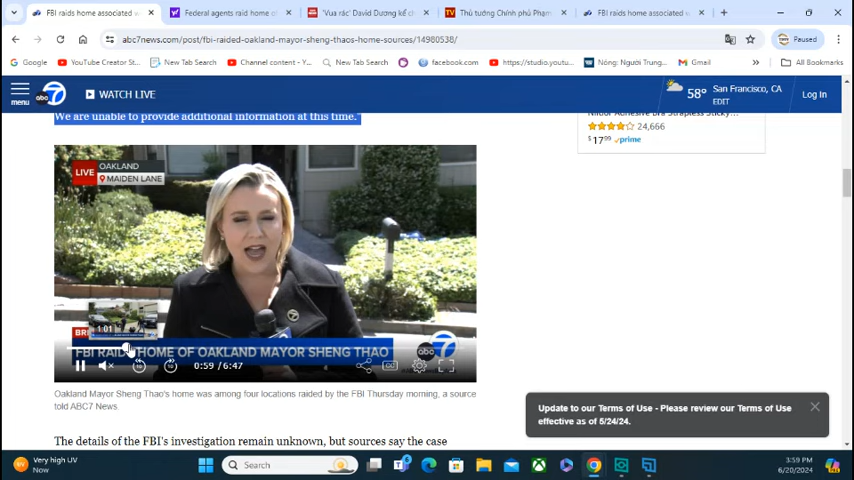 FBI raids home associated w
Federal agents raid home of
'Vua rác' David Dương kể ch
Thủ tướng Chính phủ Phạm
FBI raids home associated w
abc7news.com/post/fbi-raided-oakland-mayor-sheng-thaos-home-sources/14980538/
Paused
Google
YouTube Creator St...
New Tab Search
Channel content - Y...
New Tab Search
facebook.com
https://studio.youtu...
Nóng: Người Trung...
Gmail
»
All Bookmarks
menu
abc 7
WATCH LIVE
58°
San Francisco, CA
EDIT
Log In
We are unable to provide additional information at this time."
24,666
$17⁹⁹ prime
LIVE
OAKLAND
MAIDEN LANE
1:01
FBI RAIDS HOME OF OAKLAND MAYOR SHENG THAO
abc 7
0:59 / 6:47
Oakland Mayor Sheng Thao's home was among four locations raided by the FBI Thursday morning, a source
told ABC7 News.
The details of the FBI's investigation remain unknown, but sources say the case
Update to our Terms of Use - Please review our Terms of Use
effective as of 5/24/24.
Very high UV
Now
Search
3:59 PM
6/20/2024